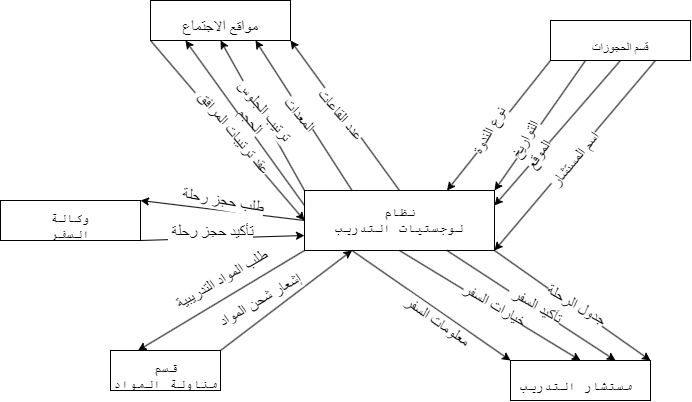 مواقع الاجتماع
قسم الحجوزات
عدد القاعات
المعدات
ترتيب الجلوس
الحجم
عقد ترتيبات المرافق
نوع الندوة
التواريخ
الموقع
اسم المستشار
نظام
لوجستيات التدريب
وكالة
السفر
طلب حجز رحلة
تأكيد حجز رحلة
طلب المواد التدريبية
إشعار شحن المواد
جدول الرحلة
تأكيد السفر
خيارات السفر
معلومات السفر
قسم
مناولة المواد
مستشار التدريب